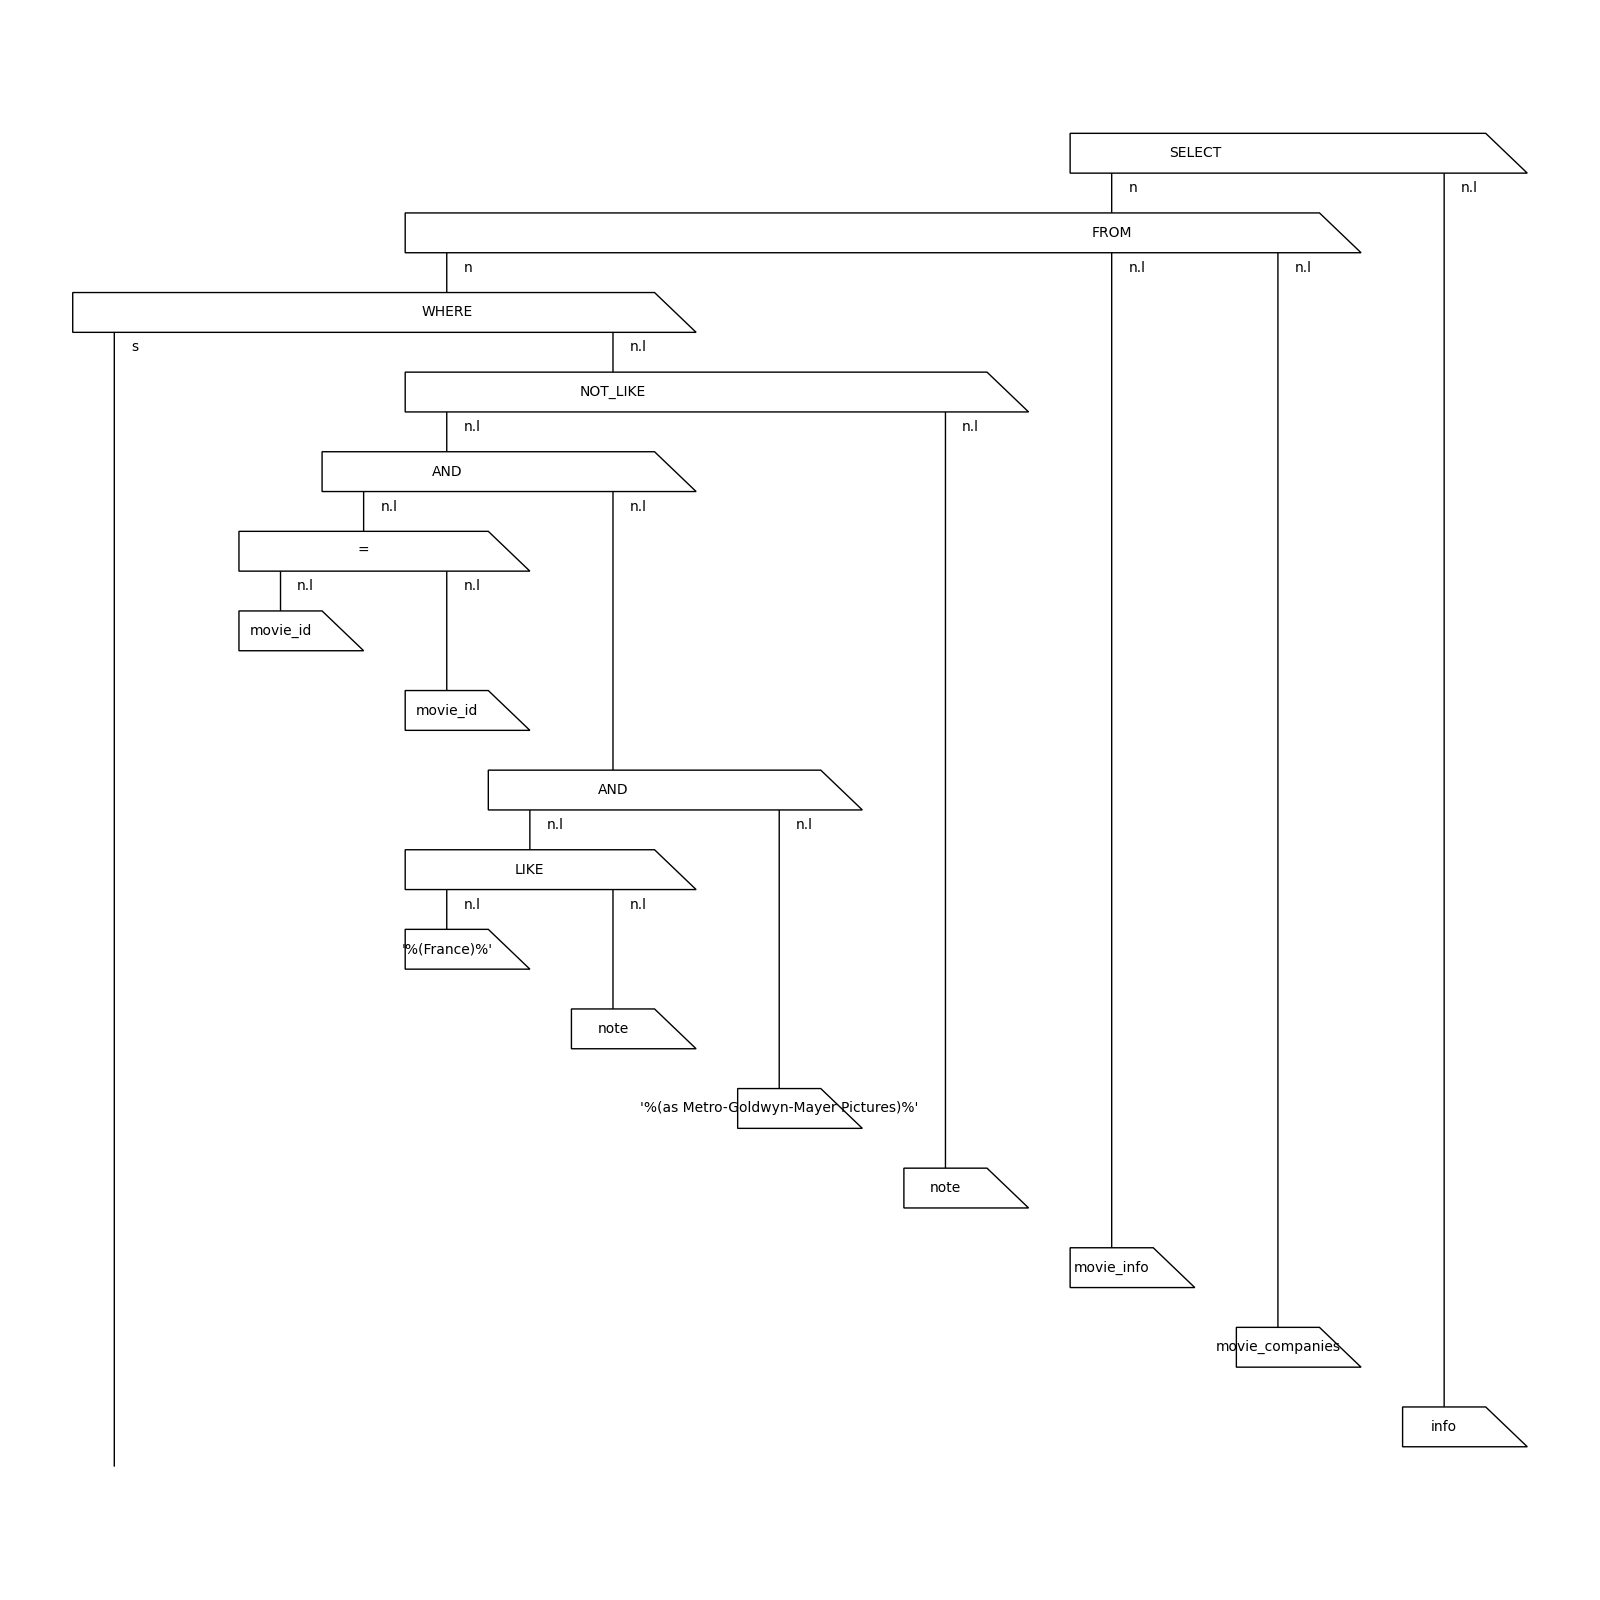 SELECT
n n.l
FROM
n n.l n.l
WHERE
s n.l
NOT_LIKE
n.l n.l
AND
n.l n.l
=
n.l n.l
movie_id
movie_id
AND
n.l n.l
LIKE
n.l n.l
'%(France)%'
note
'%(as Metro-Goldwyn-Mayer Pictures)%'
note
movie_info
movie_companies
info